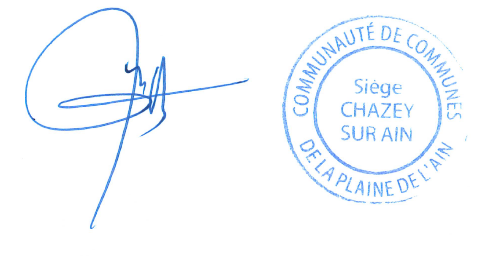 COMMUNAUTÉ DE COMMUNES
Siège
CHAZEY
SUR AIN
DE LA PLAINE DE L'AIN